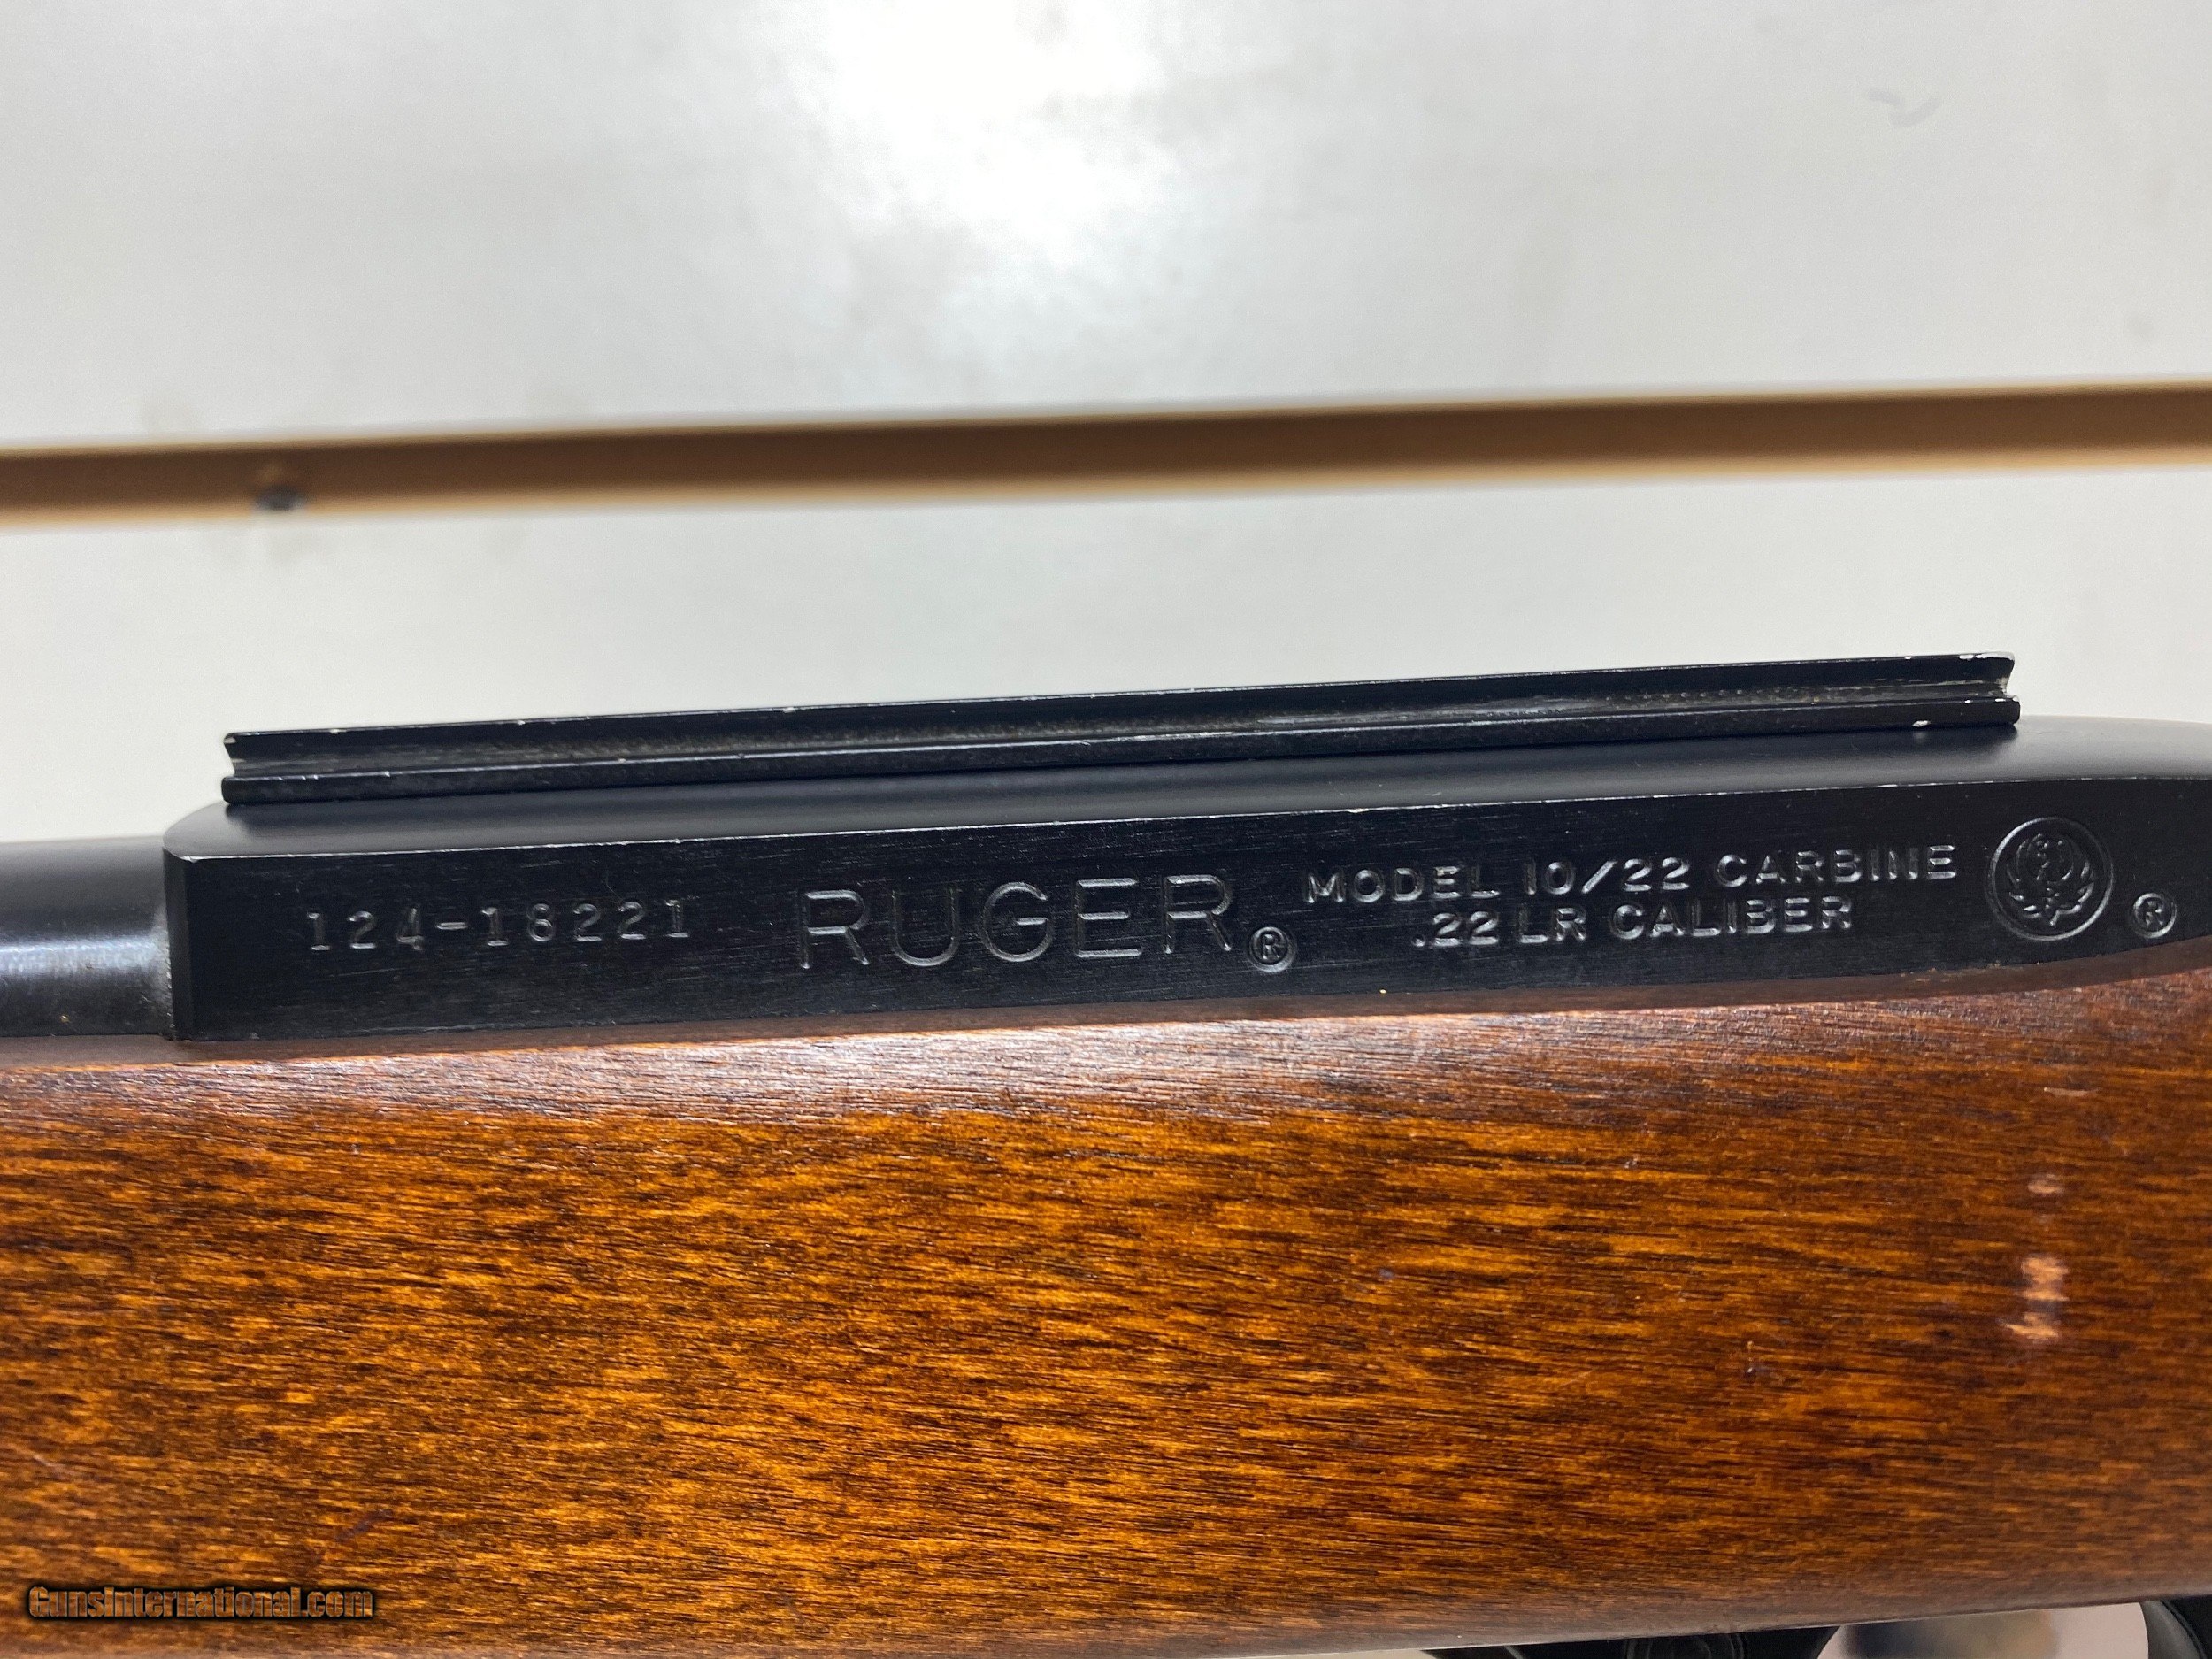 124-18221 RUGER® MODEL 10/22 CARBINE
.22 LR CALIBER ®
GunsInternational.com